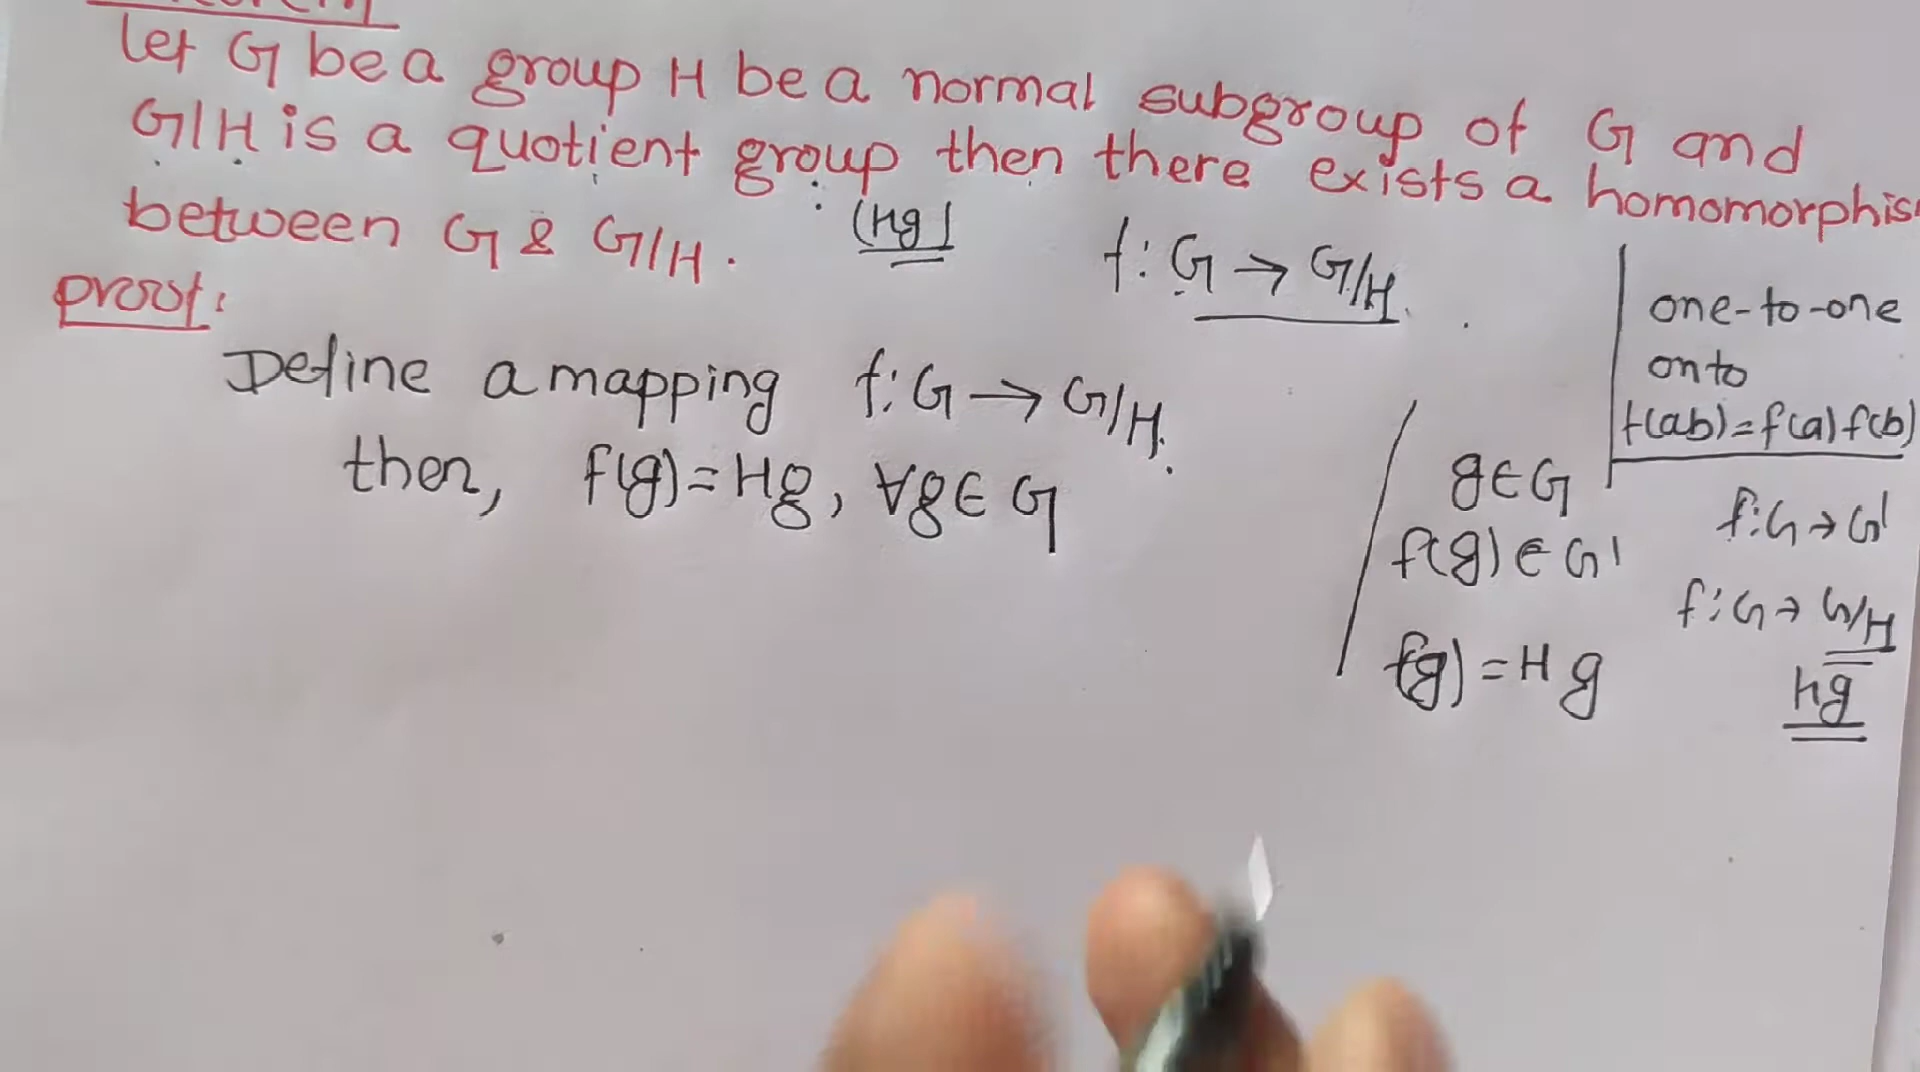 Let G be a group H be a normal subgroup of G and
G/H is a quotient group then there exists a homomorphis
between G & G/H.
(Hg)
f: G → G/H.
proof:
Define a mapping f: G → G/H.
then, f(g) = Hg, ∀g ∈ G
one-to-one
onto
f(ab) = f(a) f(b)
g ∈ G
f(g) ∈ G'
f(g) = Hg
f: G → G'
f: G → G/H
Hg